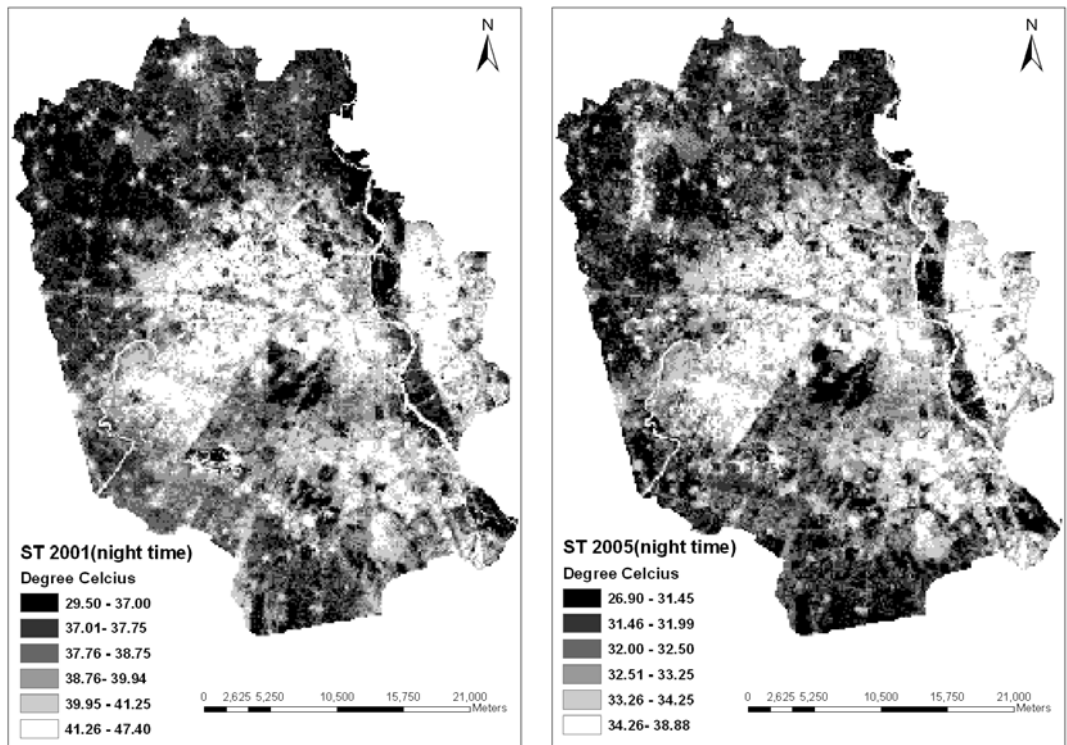 N
ST 2001(night time)
Degree Celcius
29.50 - 37.00
37.01- 37.75
37.76 - 38.75
38.76- 39.94
39.95 - 41.25
41.26 - 47.40
0 2,625 5,250 10,500 15,750 21,000
Meters
N
ST 2005(night time)
Degree Celcius
26.90 - 31.45
31.46 - 31.99
32.00 - 32.50
32.51 - 33.25
33.26 - 34.25
34.26- 38.88
0 2,625 5,250 10,500 15,750 21,000
Meters